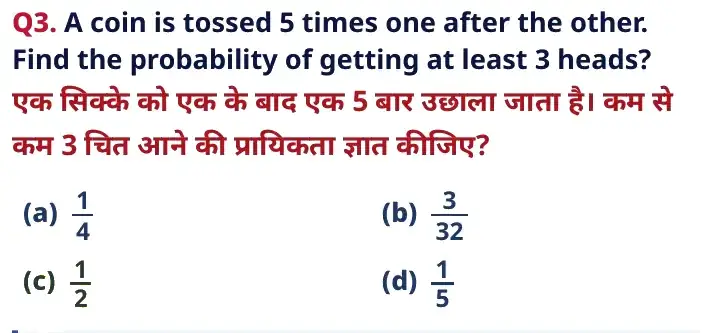 Q3. A coin is tossed 5 times one after the other.
Find the probability of getting at least 3 heads?
एक सिक्के को एक के बाद एक 5 बार उछाला जाता है। कम से
कम 3 चित आने की प्रायिकता ज्ञात कीजिए?
(a) 1/4 (b) 3/32
(c) 1/2 (d) 1/5